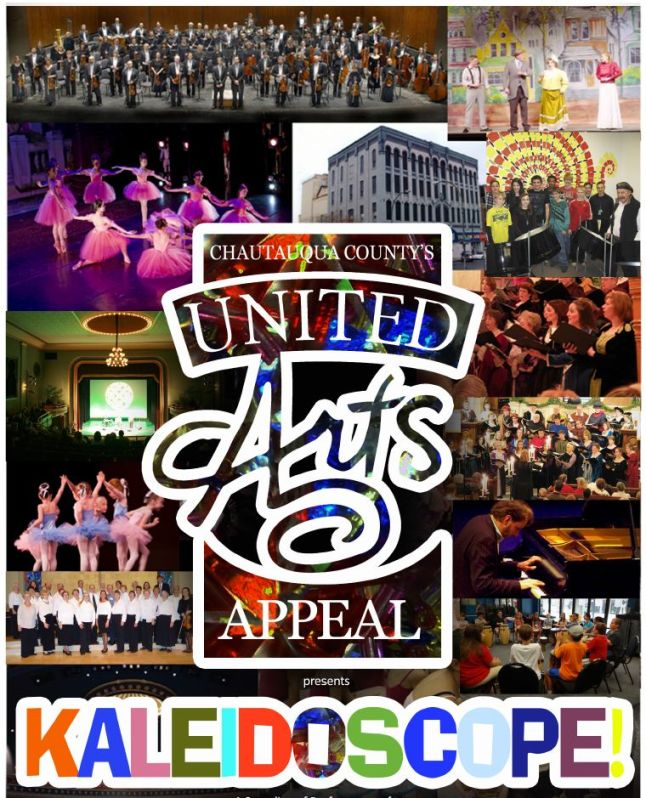 CHAUTAUQUA COUNTY'S
UNITED
Arts
APPEAL
presents
KALEIDOSCOPE!